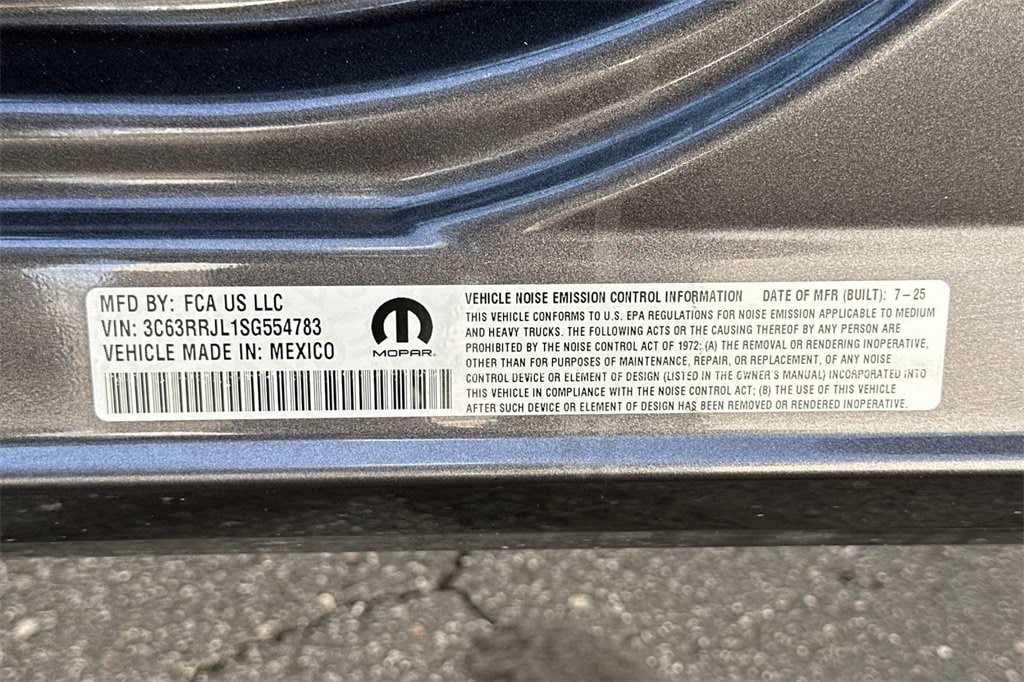 MFD BY: FCA US LLC
VIN: 3C63RRJL1SG554783
VEHICLE MADE IN: MEXICO
MOPAR
VEHICLE NOISE EMISSION CONTROL INFORMATION DATE OF MFR (BUILT): 7-25
THIS VEHICLE CONFORMS TO U.S. EPA REGULATIONS FOR NOISE EMISSION APPLICABLE TO MEDIUM
AND HEAVY TRUCKS. THE FOLLOWING ACTS OR THE CAUSING THEREOF BY ANY PERSON ARE
PROHIBITED BY THE NOISE CONTROL ACT OF 1972: (A) THE REMOVAL OR RENDERING INOPERATIVE,
OTHER THAN FOR PURPOSES OF MAINTENANCE, REPAIR, OR REPLACEMENT, OF ANY NOISE
CONTROL DEVICE OR ELEMENT OF DESIGN (LISTED IN THE OWNER'S MANUAL) INCORPORATED INTO
THIS VEHICLE IN COMPLIANCE WITH THE NOISE CONTROL ACT; (B) THE USE OF THIS VEHICLE
AFTER SUCH DEVICE OR ELEMENT OF DESIGN HAS BEEN REMOVED OR RENDERED INOPERATIVE.